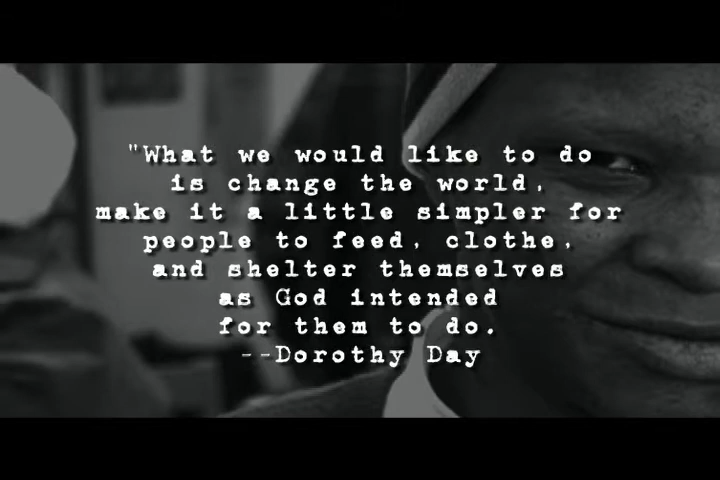 "What we would like to do
is change the world,
make it a little simpler for
people to feed, clothe,
and shelter themselves
as God intended
for them to do.
--Dorothy Day